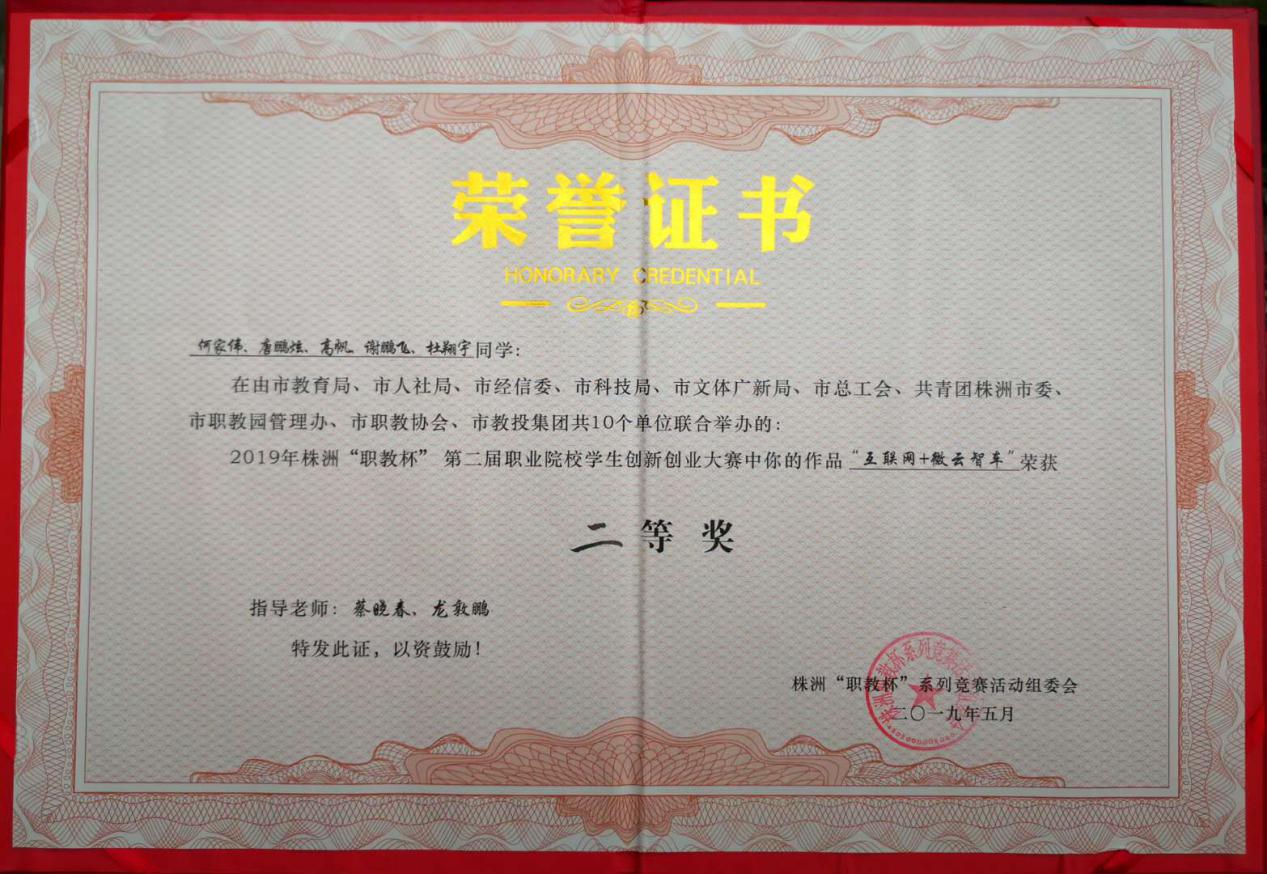 荣誉证书
HONORARY CREDENTIAL
何家伟、唐鹏炫、高帆、谢鹏飞、杜翔宇同学：
在由市教育局、市人社局、市经信委、市科技局、市文体广新局、市总工会、共青团株洲市委、
市职教园管理办、市职教协会、市教投集团共10个单位联合举办的：
2019年株洲“职教杯” 第二届职业院校学生创新创业大赛中你的作品“互联网+微云智车”荣获
二等奖
指导老师：蔡晓春、龙敦鹏
特发此证，以资鼓励！
株洲“职教杯”系列竞赛活动组委会
二〇一九年五月